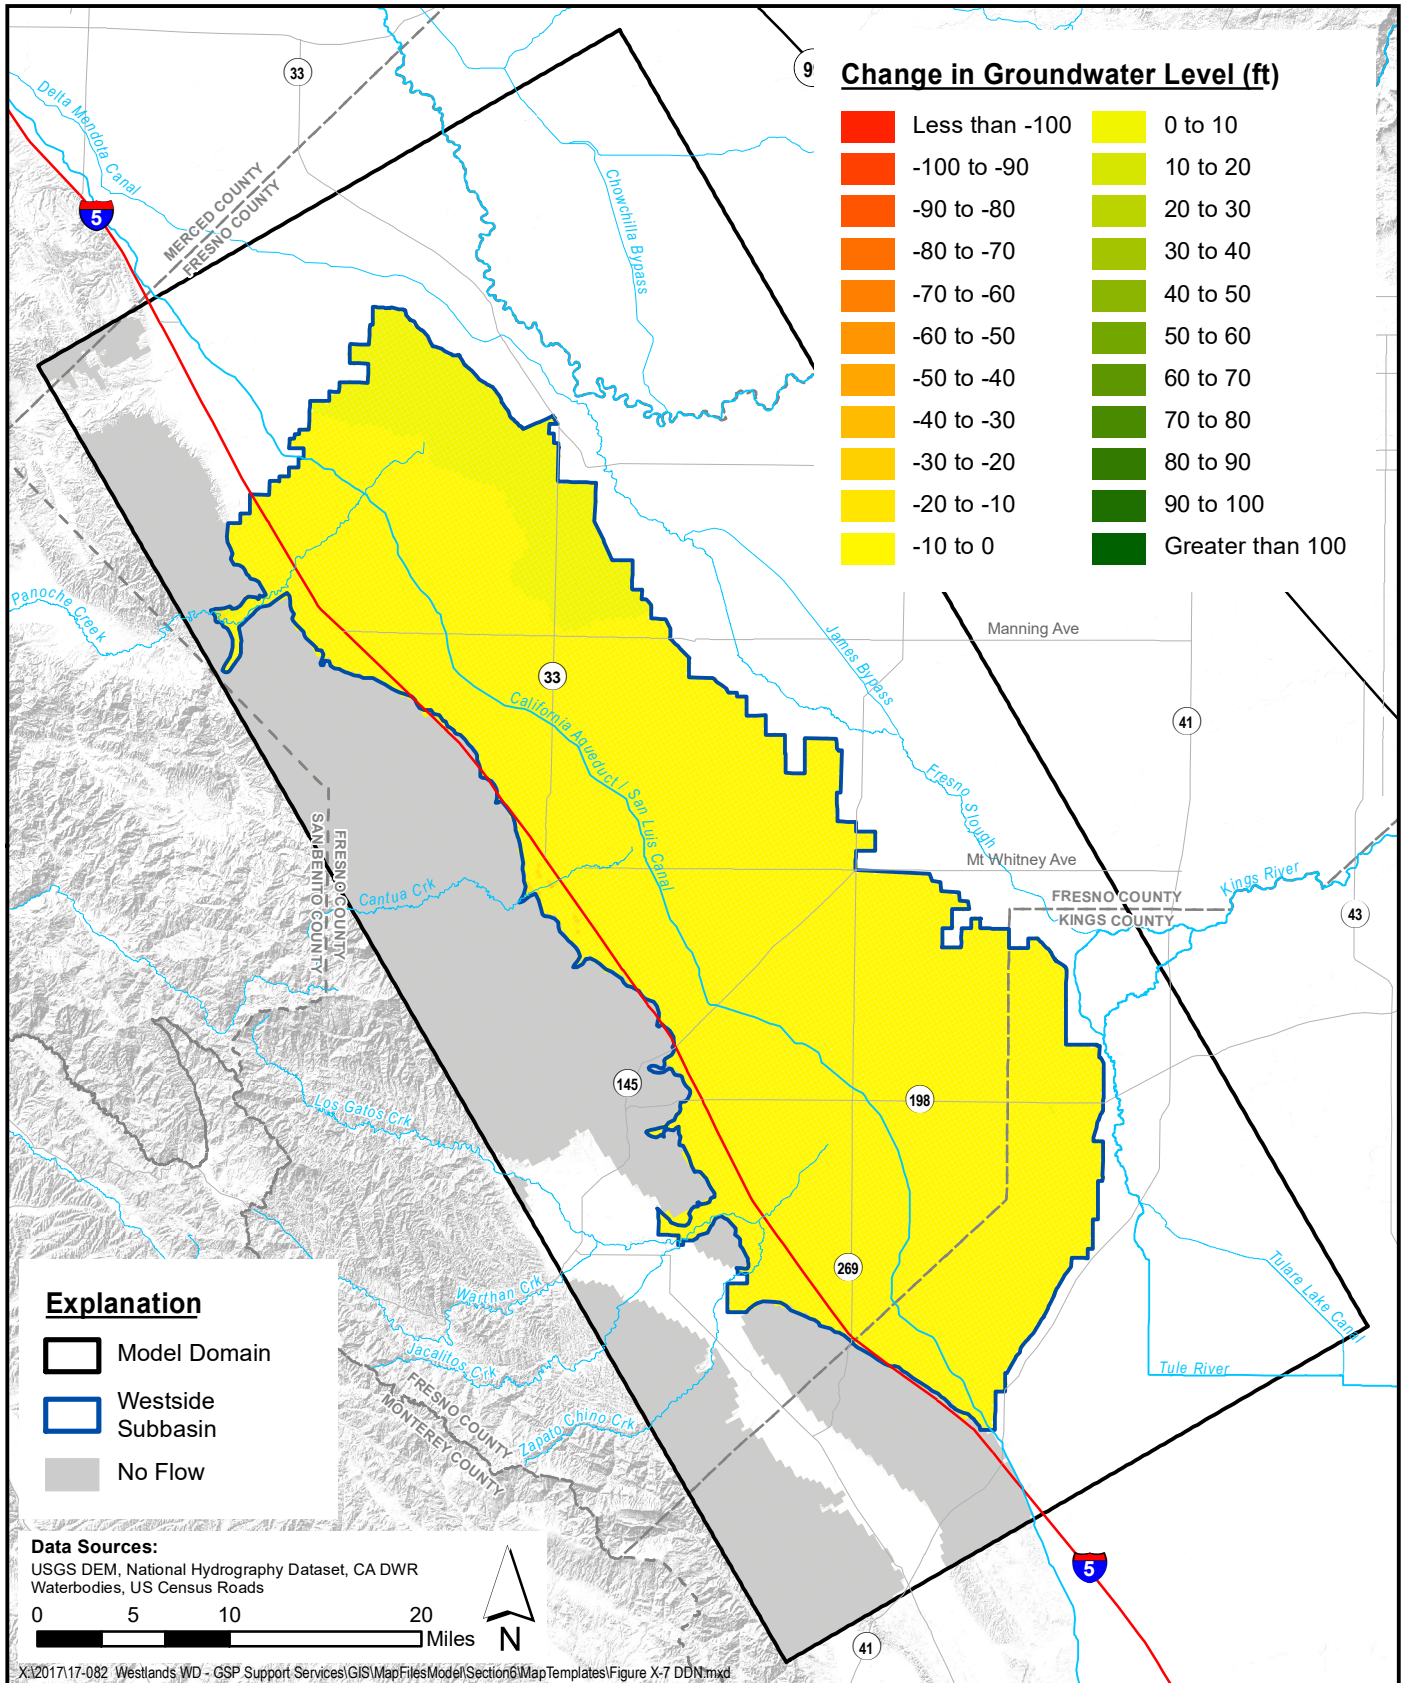 33
9
Delta Mendota Canal
5
MERCED COUNTY
FRESNO COUNTY
Chowchilla Bypass
Change in Groundwater Level (ft)
Less than -100
-100 to -90
-90 to -80
-80 to -70
-70 to -60
-60 to -50
-50 to -40
-40 to -30
-30 to -20
-20 to -10
-10 to 0
0 to 10
10 to 20
20 to 30
30 to 40
40 to 50
50 to 60
60 to 70
70 to 80
80 to 90
90 to 100
Greater than 100
Panoche Creek
Manning Ave
James Bypass
33
41
California Aqueduct / San Luis Canal
Fresno Slough
SAN BENITO COUNTY
FRESNO COUNTY
Mt Whitney Ave
Cantua Crk
FRESNO COUNTY
KINGS COUNTY
Kings River
43
145
198
Los Gatos Crk
269
Warthan Crk
Jacalitos Crk
Tulare Lake Canal
Tule River
FRESNO COUNTY
MONTEREY COUNTY
Zapato Chino Crk
Explanation
Model Domain
Westside
Subbasin
No Flow
Data Sources:
USGS DEM, National Hydrography Dataset, CA DWR
Waterbodies, US Census Roads
0 5 10 20
Miles
N
5
41
X:\2017\17-082 Westlands WD - GSP Support Services\GIS\MapFilesModel\Section6\MapTemplates\Figure X-7 DDN.mxd